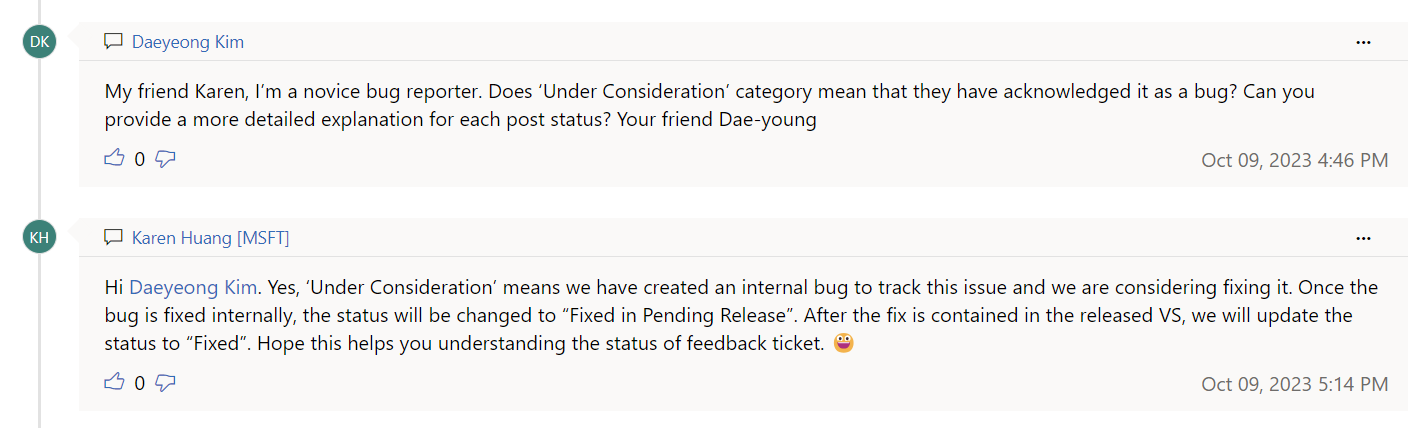 DK
Daeyeong Kim
...
My friend Karen, I’m a novice bug reporter. Does ‘Under Consideration’ category mean that they have acknowledged it as a bug? Can you
provide a more detailed explanation for each post status? Your friend Dae-young
0
Oct 09, 2023 4:46 PM
KH
Karen Huang [MSFT]
...
Hi Daeyeong Kim. Yes, ‘Under Consideration’ means we have created an internal bug to track this issue and we are considering fixing it. Once the
bug is fixed internally, the status will be changed to “Fixed in Pending Release”. After the fix is contained in the released VS, we will update the
status to “Fixed”. Hope this helps you understanding the status of feedback ticket. 😀
0
Oct 09, 2023 5:14 PM